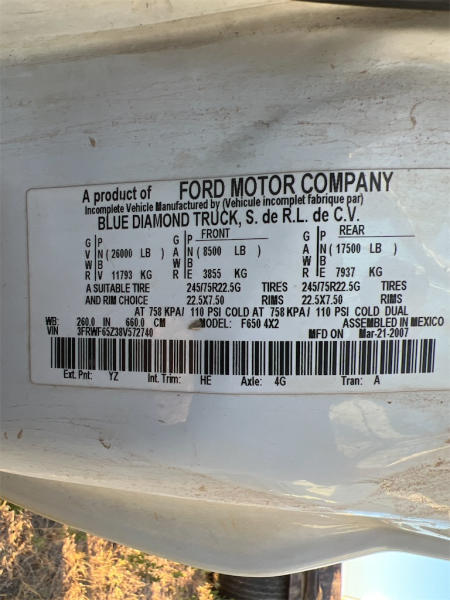 A product of FORD MOTOR COMPANY
Incomplete Vehicle Manufactured by (Vehicule incomplet fabrique par)
BLUE DIAMOND TRUCK, S. de R.L. de C.V.
G P G FRONT P G REAR
V N (26000 LB) A N (8500 LB) A N (17500 LB)
W B W B W B
R E 11793 KG R E 3855 KG R E 7937 KG
A SUITABLE TIRE 245/75R22.5G TIRES 245/75R22.5G TIRES
AND RIM CHOICE 22.5X7.50 RIMS 22.5X7.50 RIMS
AT 758 KPA/ 110 PSI COLD AT 758 KPA/ 110 PSI COLD DUAL
WB: 260.0 IN 660.0 CM MODEL: F650 4X2 ASSEMBLED IN MEXICO
VIN 3FRWF65Z38V572740 MFD ON Mar-21-2007
Ext. Pnt: YZ Int. Trim: HE Axle: 4G Tran: A